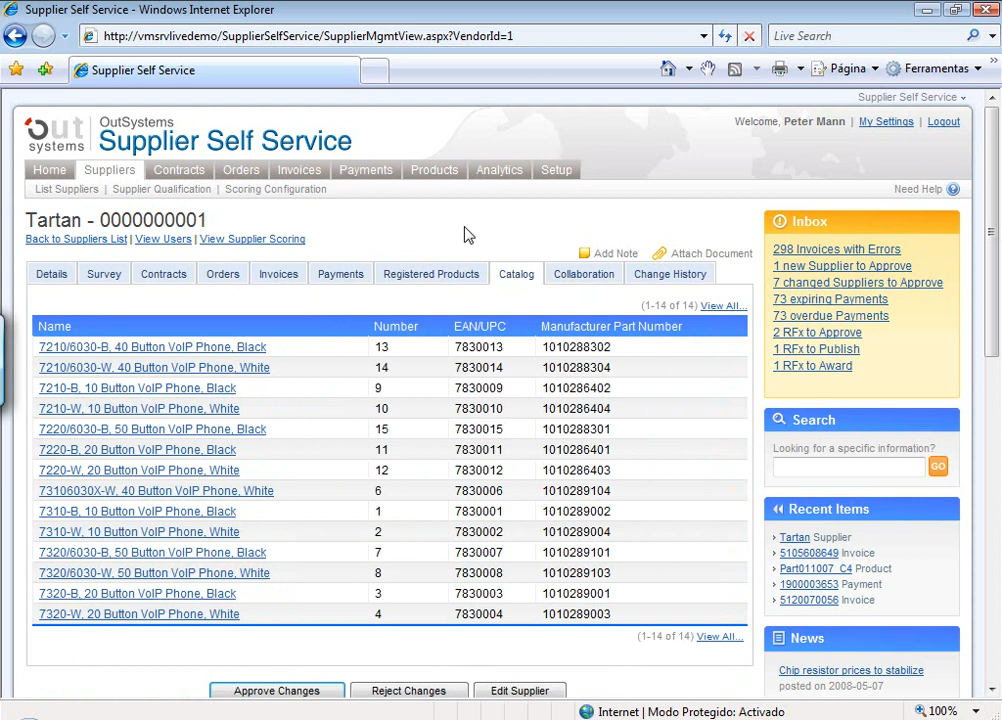 Supplier Self Service - Windows Internet Explorer
http://vmsrvlivedemo/SupplierSelfService/SupplierMgmtView.aspx?VendorId=1
Live Search
Supplier Self Service
Página
Ferramentas
Supplier Self Service
out systems
OutSystems
Supplier Self Service
Welcome, Peter Mann | My Settings | Logout
Home Suppliers Contracts Orders Invoices Payments Products Analytics Setup
List Suppliers | Supplier Qualification | Scoring Configuration
Need Help
Tartan - 0000000001
Back to Suppliers List | View Users | View Supplier Scoring
Add Note Attach Document
Details Survey Contracts Orders Invoices Payments Registered Products Catalog Collaboration Change History
(1-14 of 14) View All...
Name Number EAN/UPC Manufacturer Part Number
7210/6030-B, 40 Button VoIP Phone, Black 13 7830013 1010288302
7210/6030-W, 40 Button VoIP Phone, White 14 7830014 1010288304
7210-B, 10 Button VoIP Phone, Black 9 7830009 1010286402
7210-W, 10 Button VoIP Phone, White 10 7830010 1010286404
7220/6030-B, 50 Button VoIP Phone, Black 15 7830015 1010288301
7220-B, 20 Button VoIP Phone, Black 11 7830011 1010286401
7220-W, 20 Button VoIP Phone, White 12 7830012 1010286403
73106030X-W, 40 Button VoIP Phone, White 6 7830006 1010289104
7310-B, 10 Button VoIP Phone, Black 1 7830001 1010289002
7310-W, 10 Button VoIP Phone, White 2 7830002 1010289004
7320/6030-B, 50 Button VoIP Phone, Black 7 7830007 1010289101
7320/6030-W, 50 Button VoIP Phone, White 8 7830008 1010289103
7320-B, 20 Button VoIP Phone, Black 3 7830003 1010289001
7320-W, 20 Button VoIP Phone, White 4 7830004 1010289003
(1-14 of 14) View All...
Approve Changes Reject Changes Edit Supplier
Inbox
298 Invoices with Errors
1 new Supplier to Approve
7 changed Suppliers to Approve
73 expiring Payments
73 overdue Payments
2 RFx to Approve
1 RFx to Publish
1 RFx to Award
Search
Looking for a specific information?
GO
Recent Items
Tartan Supplier
5105608649 Invoice
Part011007_C4 Product
1900003653 Payment
5120070056 Invoice
News
Chip resistor prices to stabilize
posted on 2008-05-07
Internet | Modo Protegido: Activado
100%